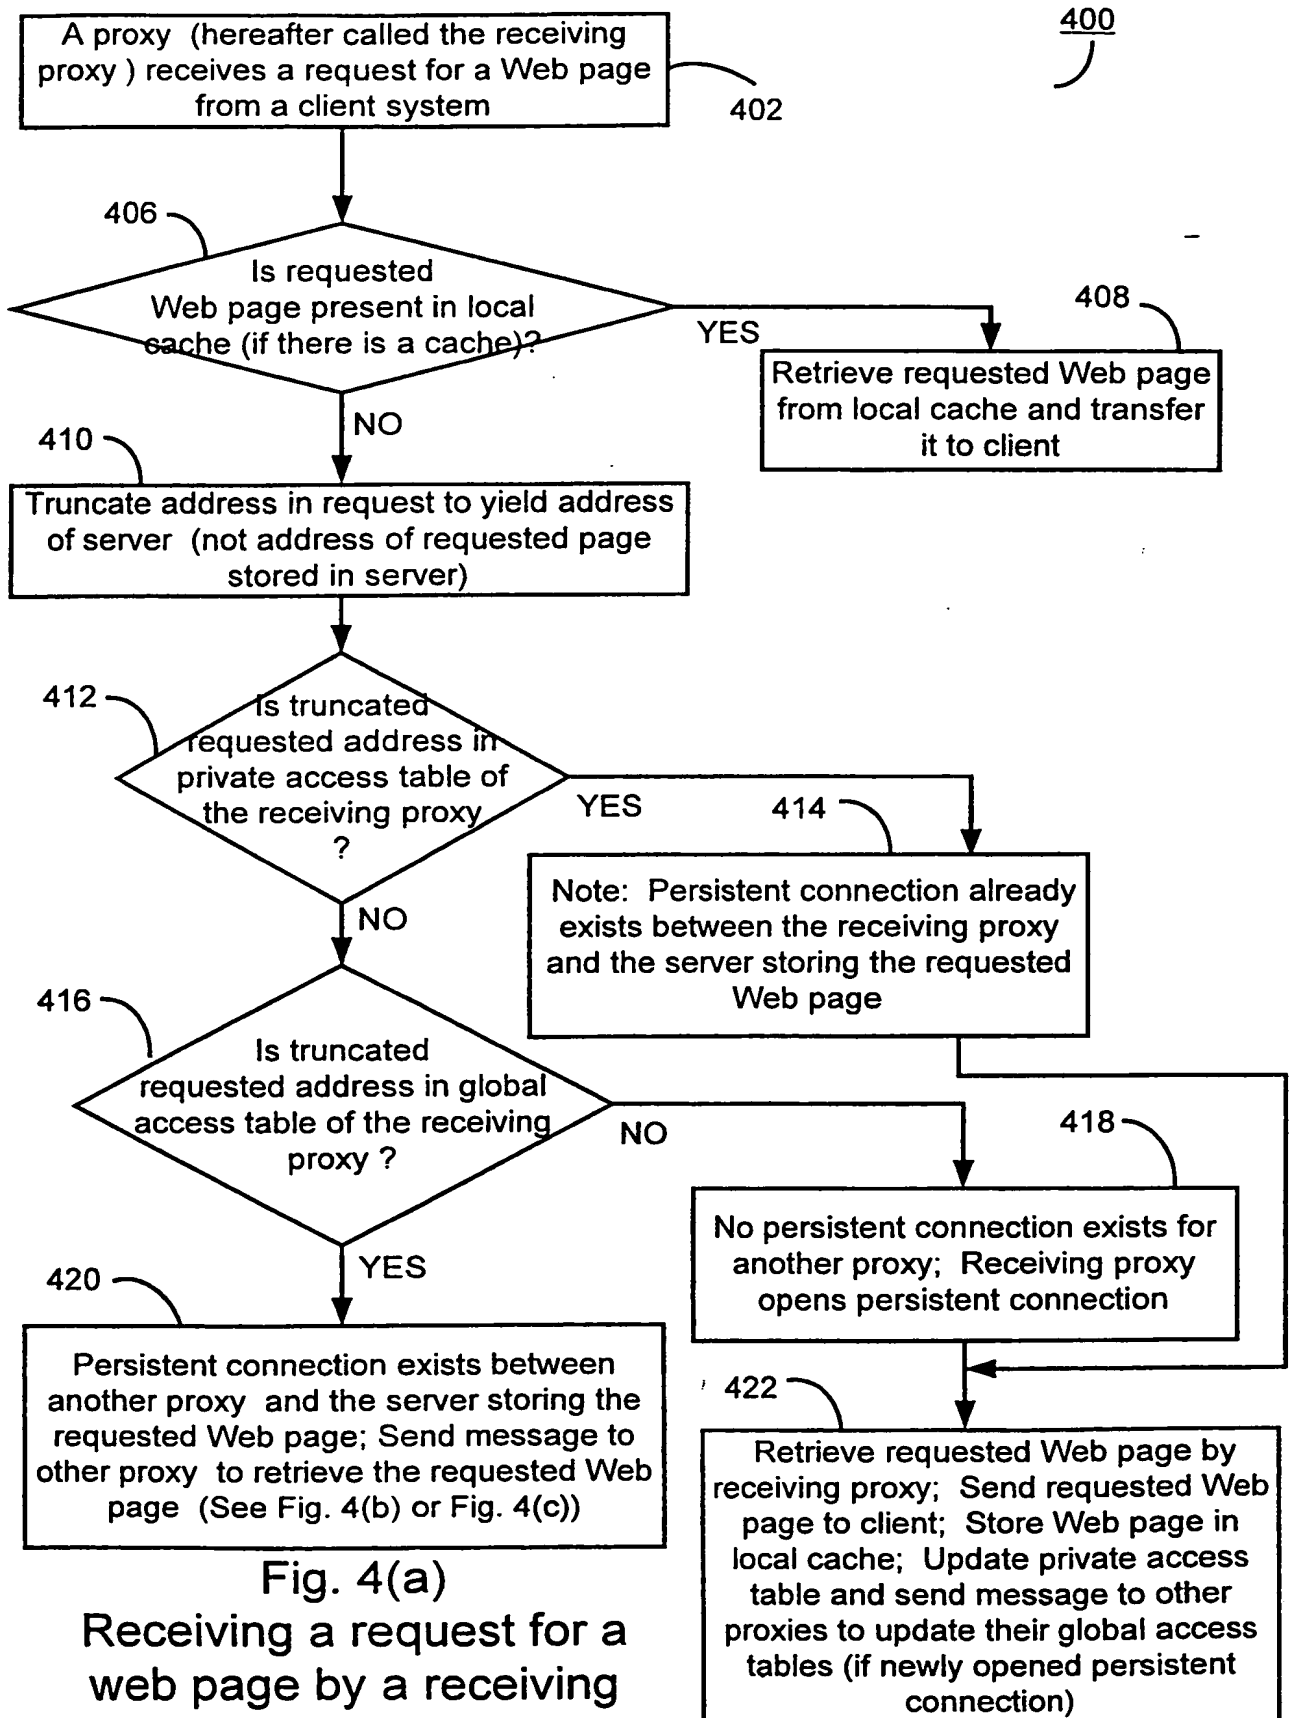 400
A proxy (hereafter called the receiving
proxy ) receives a request for a Web page
from a client system
402
406
Is requested
Web page present in local
cache (if there is a cache)?
YES
408
Retrieve requested Web page
from local cache and transfer
it to client
NO
410
Truncate address in request to yield address
of server (not address of requested page
stored in server)
412
Is truncated
requested address in
private access table of
the receiving proxy
?
YES
414
Note: Persistent connection already
exists between the receiving proxy
and the server storing the requested
Web page
NO
416
Is truncated
requested address in global
access table of the receiving
proxy ?
NO
418
No persistent connection exists for
another proxy; Receiving proxy
opens persistent connection
YES
420
Persistent connection exists between
another proxy and the server storing the
requested Web page; Send message to
other proxy to retrieve the requested Web
page (See Fig. 4(b) or Fig. 4(c))
422
Retrieve requested Web page by
receiving proxy; Send requested Web
page to client; Store Web page in
local cache; Update private access
table and send message to other
proxies to update their global access
tables (if newly opened persistent
connection)
Fig. 4(a)
Receiving a request for a
web page by a receiving